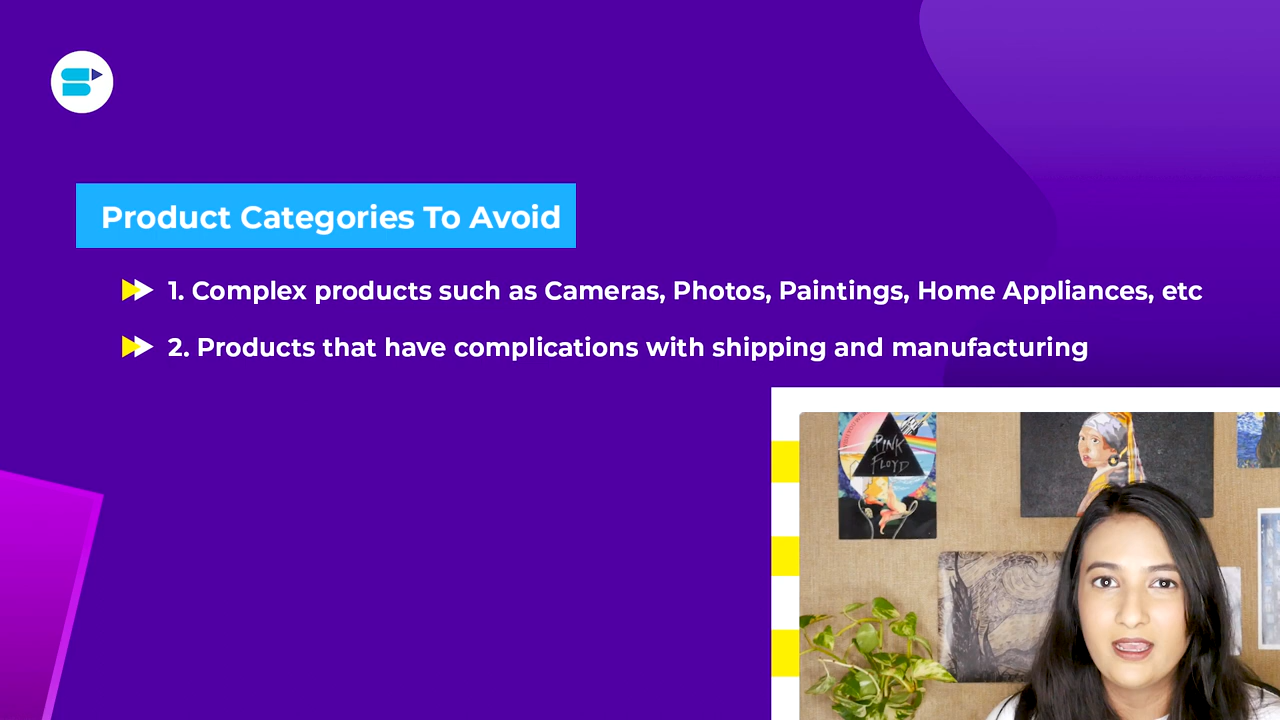 Product Categories To Avoid
1. Complex products such as Cameras, Photos, Paintings, Home Appliances, etc
2. Products that have complications with shipping and manufacturing
PINK
FLOYD